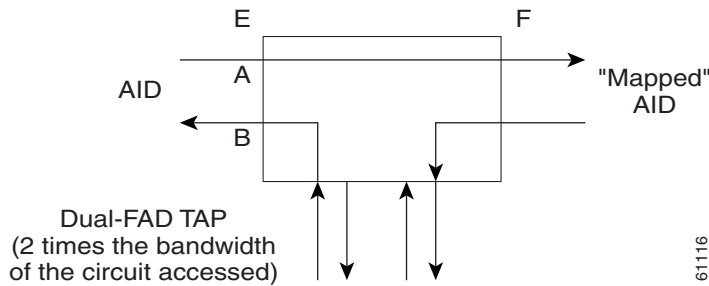 E
F
A
AID
"Mapped"
AID
B
Dual-FAD TAP
(2 times the bandwidth
of the circuit accessed)
61116